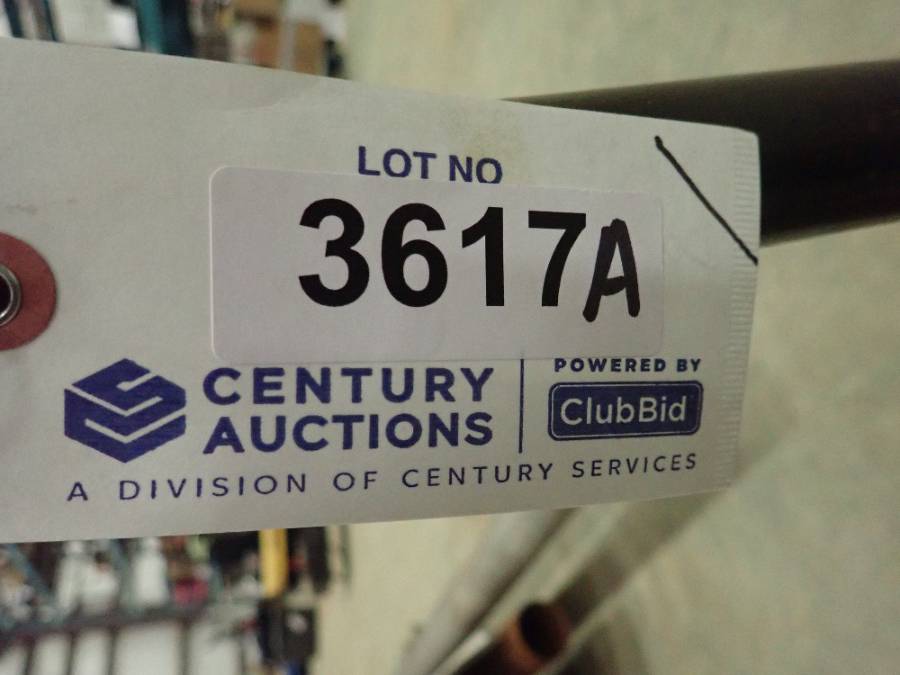 LOT NO
3617A
CENTURY
AUCTIONS
POWERED BY
ClubBid
A DIVISION OF CENTURY SERVICES